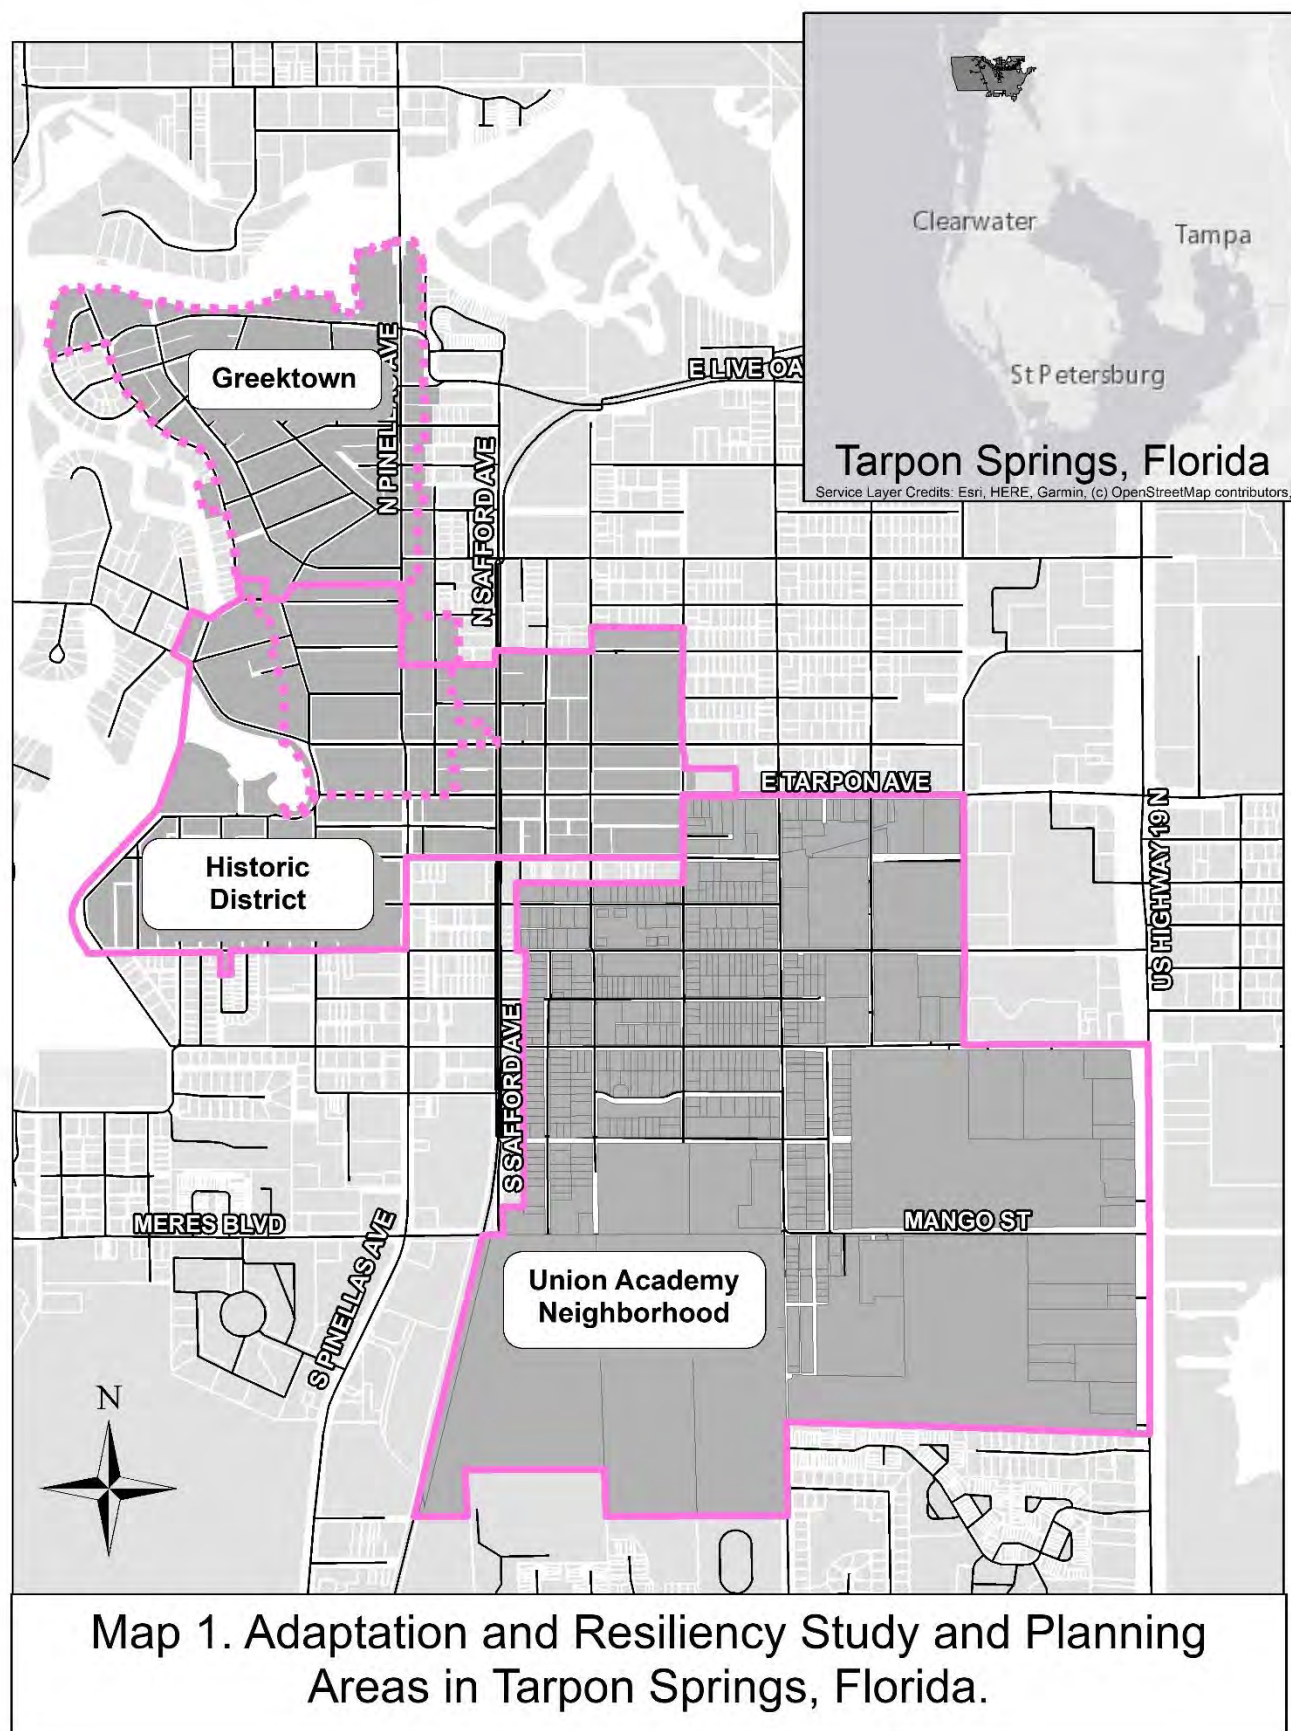 Clearwater
Tampa
St Petersburg
Tarpon Springs, Florida
Service Layer Credits: Esri, HERE, Garmin, (c) OpenStreetMap contributors,
Greektown
N PINELLAS AVE
E LIVE OA
N SAFFORD AVE
E TARPON AVE
US HIGHWAY 19 N
Historic
District
S SAFFORD AVE
MERES BLVD
MANGO ST
S PINELLAS AVE
Union Academy
Neighborhood
N
Map 1. Adaptation and Resiliency Study and Planning
Areas in Tarpon Springs, Florida.